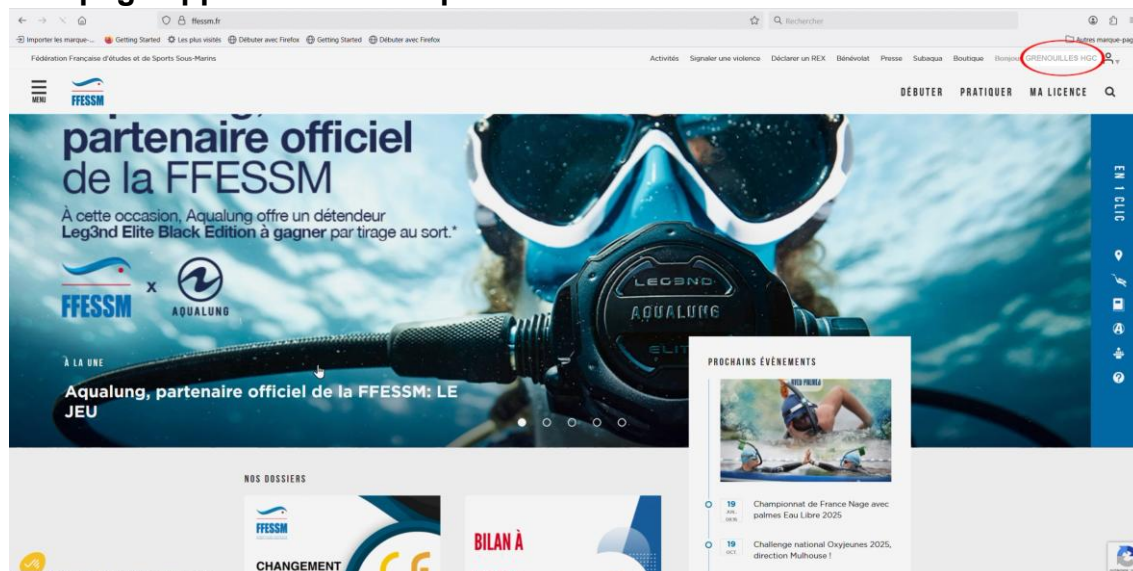 ffessm.fr
Rechercher
Importer les marque-...
Getting Started
Les plus visités
Débuter avec Firefox
Getting Started
Débuter avec Firefox
Autres marque-pag
Fédération Française d'études et de Sports Sous-Marins
Activités
Signaler une violence
Déclarer un REX
Bénévolat
Presse
Subaqua
Boutique
Bonjour
GRENOUILLES HGC
MENU
FFESSM
DÉBUTER
PRATIQUER
MA LICENCE
partenaire officiel
de la FFESSM
À cette occasion, Aqualung offre un détendeur
Leg3nd Elite Black Edition à gagner par tirage au sort.*
FFESSM
x
AQUALUNG
LEG3ND
AQUALUNG
ELIT
EN 1 CLIC
À LA UNE
Aqualung, partenaire officiel de la FFESSM: LE
JEU
PROCHAINS ÉVÈNEMENTS
19
Championnat de France Nage avec
palmes Eau Libre 2025
19
OCT.
Challenge national Oxyjeunes 2025,
direction Mulhouse !
NOS DOSSIERS
FFESSM
CHANGEMENT
BILAN À